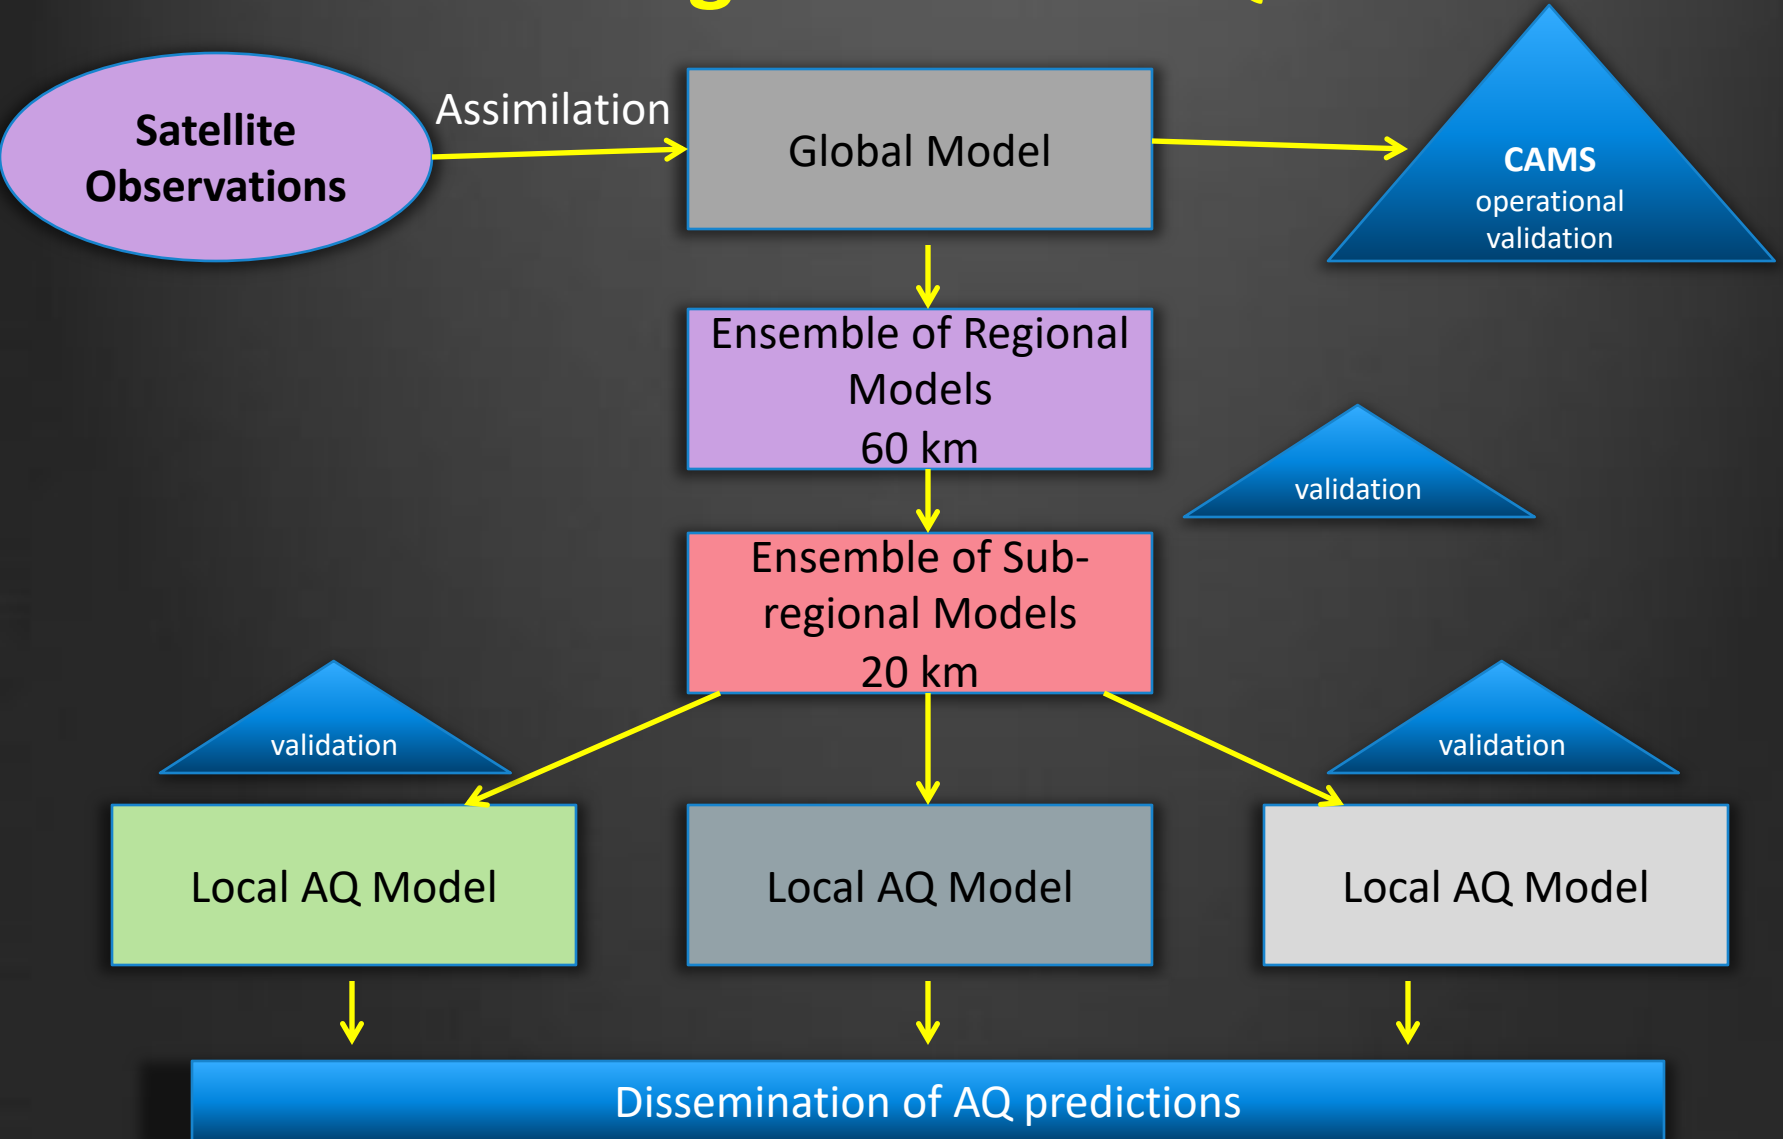 Satellite
Observations
Assimilation
Global Model
CAMS
operational
validation
Ensemble of Regional
Models
60 km
validation
Ensemble of Sub-
regional Models
20 km
validation
validation
Local AQ Model
Local AQ Model
Local AQ Model
Dissemination of AQ predictions